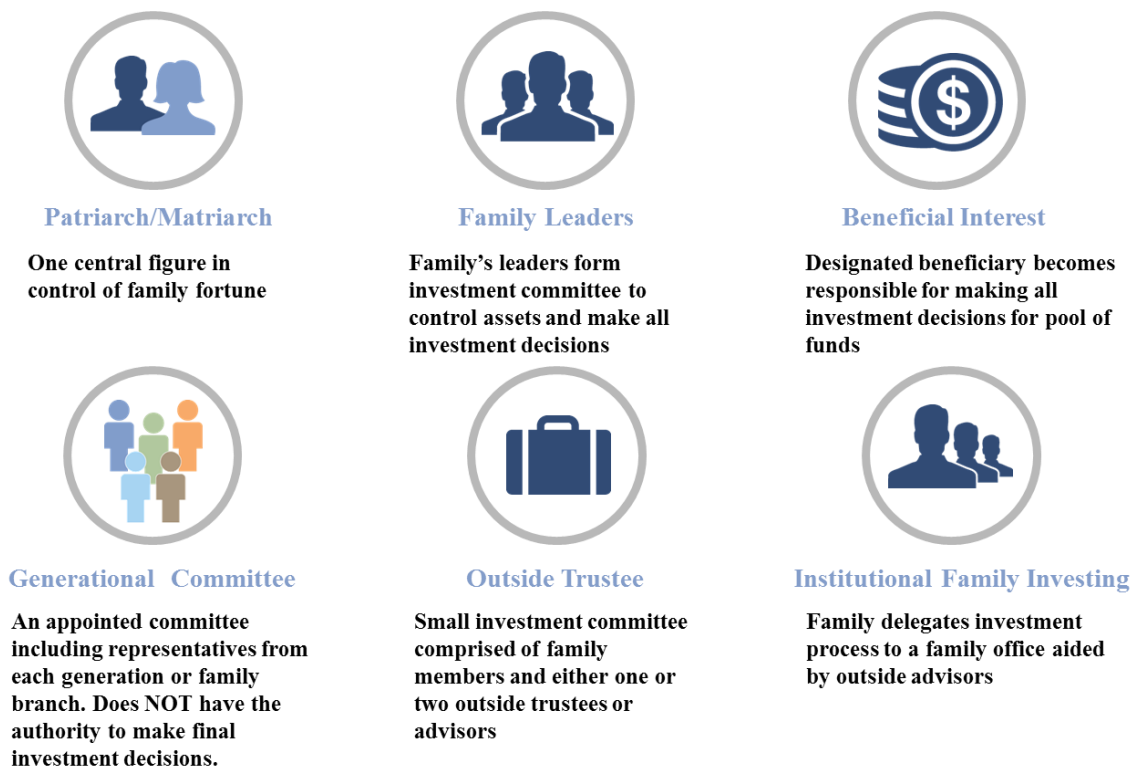 $
Patriarch/Matriarch
One central figure in
control of family fortune
Family Leaders
Family’s leaders form
investment committee to
control assets and make all
investment decisions
Beneficial Interest
Designated beneficiary becomes
responsible for making all
investment decisions for pool of
funds
Generational Committee
An appointed committee
including representatives from
each generation or family
branch. Does NOT have the
authority to make final
investment decisions.
Outside Trustee
Small investment committee
comprised of family
members and either one or
two outside trustees or
advisors
Institutional Family Investing
Family delegates investment
process to a family office aided
by outside advisors